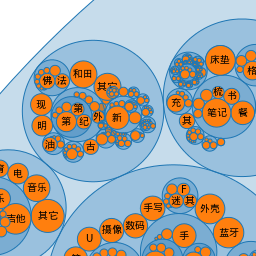 佛
法
和田
其它
现
明
第
第
纪
外
新
油
古
床垫
格
充
其
梳
书
笔记
餐
电
音乐
乐
吉他
其它
手写
F
迷
其
外壳
U
摄像
数码
手
蓝牙